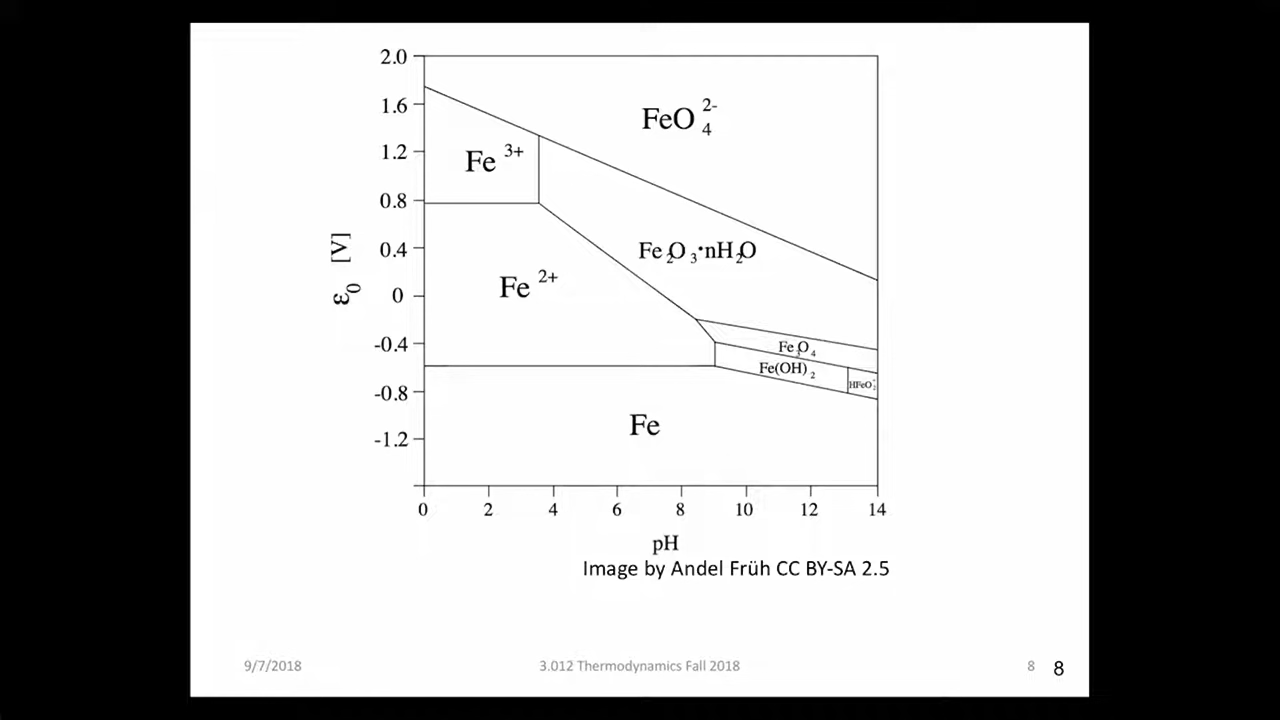 2.0
1.6
1.2
0.8
0.4
0
-0.4
-0.8
-1.2
ε0 [V]
FeO4 2-
Fe 3+
Fe2O3•nH2O
Fe 2+
Fe3O4
Fe(OH)2
HFeO2-
Fe
0 2 4 6 8 10 12 14
pH
Image by Andel Früh CC BY-SA 2.5
9/7/2018 3.012 Thermodynamics Fall 2018 8 8